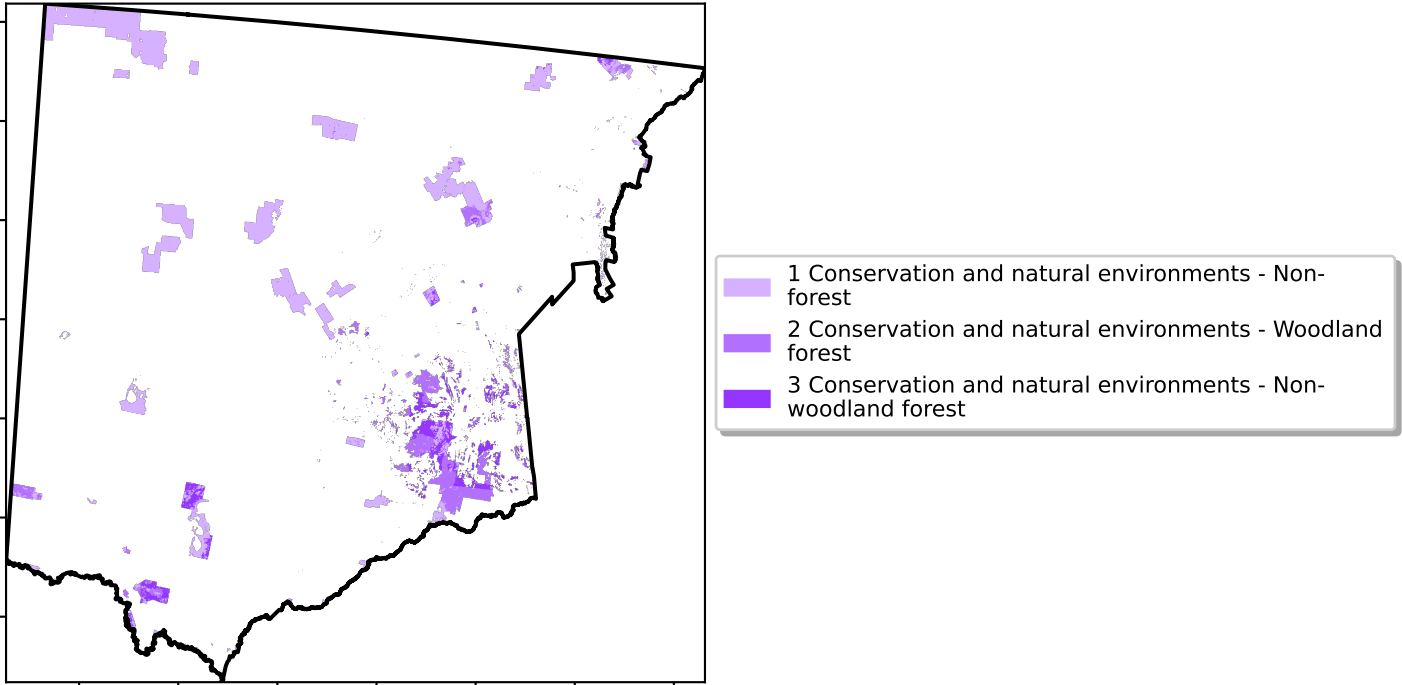 1 Conservation and natural environments - Non-
forest
2 Conservation and natural environments - Woodland
forest
3 Conservation and natural environments - Non-
woodland forest